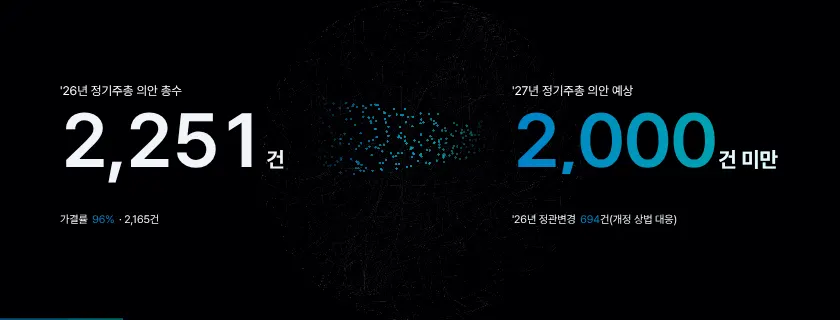 '26년 정기주총 의안 총수
2,251건
가결률 96% · 2,165건
'27년 정기주총 의안 예상
2,000건 미만
'26년 정관변경 694건(개정 상법 대응)